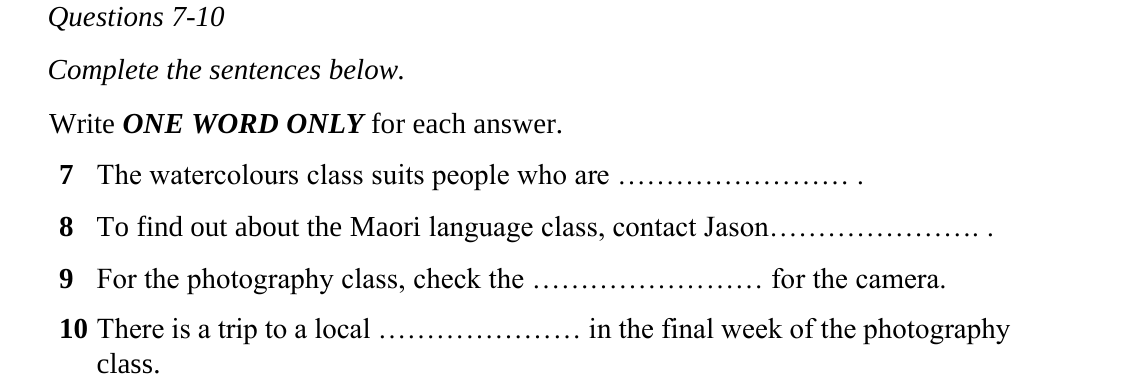 Questions 7-10
Complete the sentences below.
Write ONE WORD ONLY for each answer.
7 The watercolours class suits people who are …………………… .
8 To find out about the Maori language class, contact Jason…………………. .
9 For the photography class, check the …………………… for the camera.
10 There is a trip to a local ………………… in the final week of the photography
class.